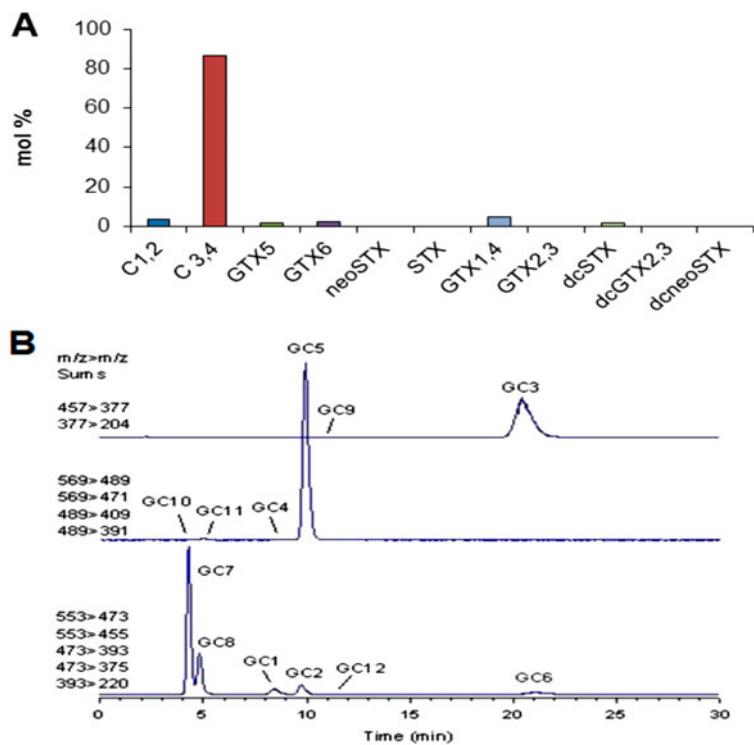 A
100
80
60
40
20
0
mol %
C1,2
C 3,4
GTX5
GTX6
neoSTX
STX
GTX1,4
GTX2,3
dcSTX
dcGTX2,3
dcneoSTX
B
m/z>m/z
Sums
457>377
377>204
GC5
GC9
GC3
569>489
569>471
489>409
489>391
GC10
GC11
GC4
553>473
553>455
473>393
473>375
393>220
GC7
GC8
GC1
GC2
GC12
GC6
0 5 10 15 20 25 30
Time (min)